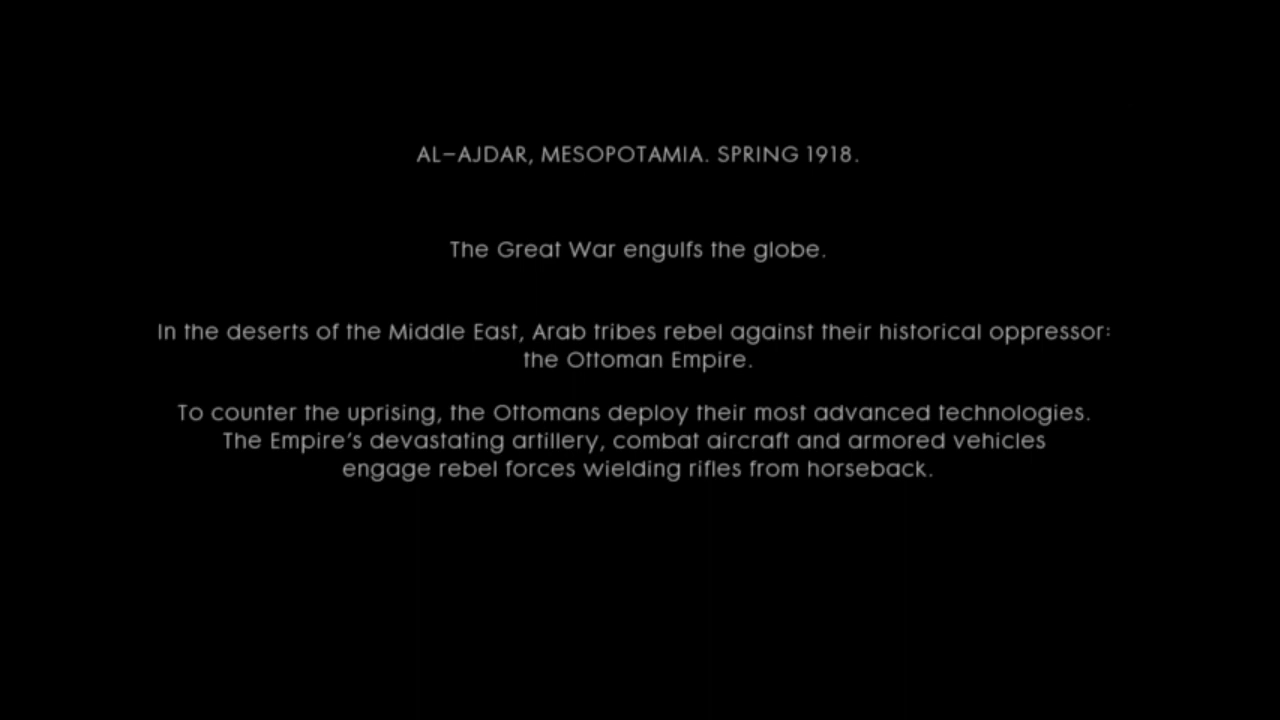 AL-AJDAR, MESOPOTAMIA. SPRING 1918.
The Great War engulfs the globe.
In the deserts of the Middle East, Arab tribes rebel against their historical oppressor:
the Ottoman Empire.
To counter the uprising, the Ottomans deploy their most advanced technologies.
The Empire's devastating artillery, combat aircraft and armored vehicles
engage rebel forces wielding rifles from horseback.